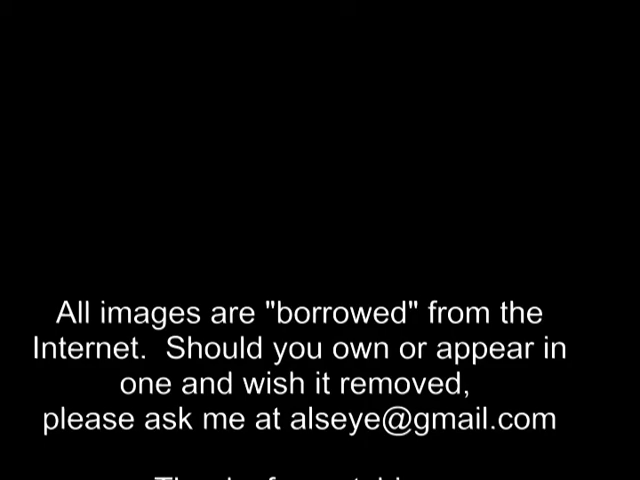 All images are "borrowed" from the
Internet.  Should you own or appear in
one and wish it removed,
please ask me at alseye@gmail.com